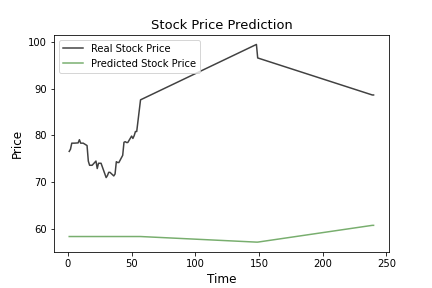 Stock Price Prediction
Real Stock Price
Predicted Stock Price
100
90
80
70
60
Price
0 50 100 150 200 250
Time